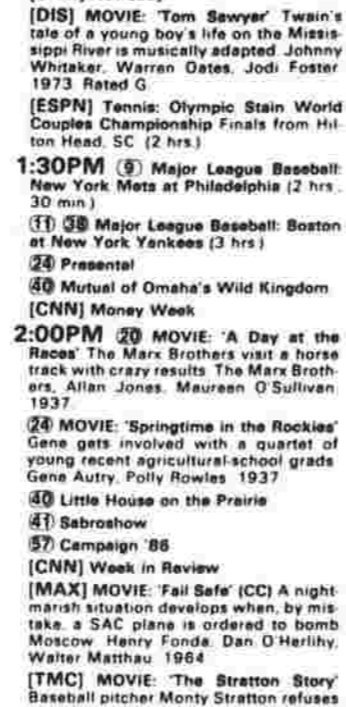 [DIS] MOVIE: 'Tom Sawyer' Twain's
tale of a young boy's life on the Missis-
sippi River is musically adapted. Johnny
Whitaker, Warren Oates, Jodi Foster
1973 Rated G
[ESPN] Tennis: Olympic Stain World
Couples Championship Finals from Hil-
ton Head, SC (2 hrs.)
1:30PM (9) Major League Baseball:
New York Mets at Philadelphia (2 hrs.,
30 min.)
(11) (38) Major League Baseball: Boston
at New York Yankees (3 hrs.)
(24) Presental
(40) Mutual of Omaha's Wild Kingdom
[CNN] Money Week
2:00PM (20) MOVIE: 'A Day at the
Races' The Marx Brothers visit a horse
track with crazy results. The Marx Broth-
ers, Allan Jones, Maureen O'Sullivan.
1937.
(24) MOVIE: 'Springtime in the Rockies'
Gene gets involved with a quartet of
young recent agricultural-school grads.
Gene Autry, Polly Rowles. 1937.
(40) Little House on the Prairie
(41) Sabroshow
(57) Campaign '86
[CNN] Week in Review
[MAX] MOVIE: 'Fail Safe' (CC) A night-
marish situation develops when, by mis-
take, a SAC plane is ordered to bomb
Moscow. Henry Fonda, Dan O'Herlihy,
Walter Matthau. 1964
[TMC] MOVIE: 'The Stratton Story'
Baseball pitcher Monty Stratton refuses